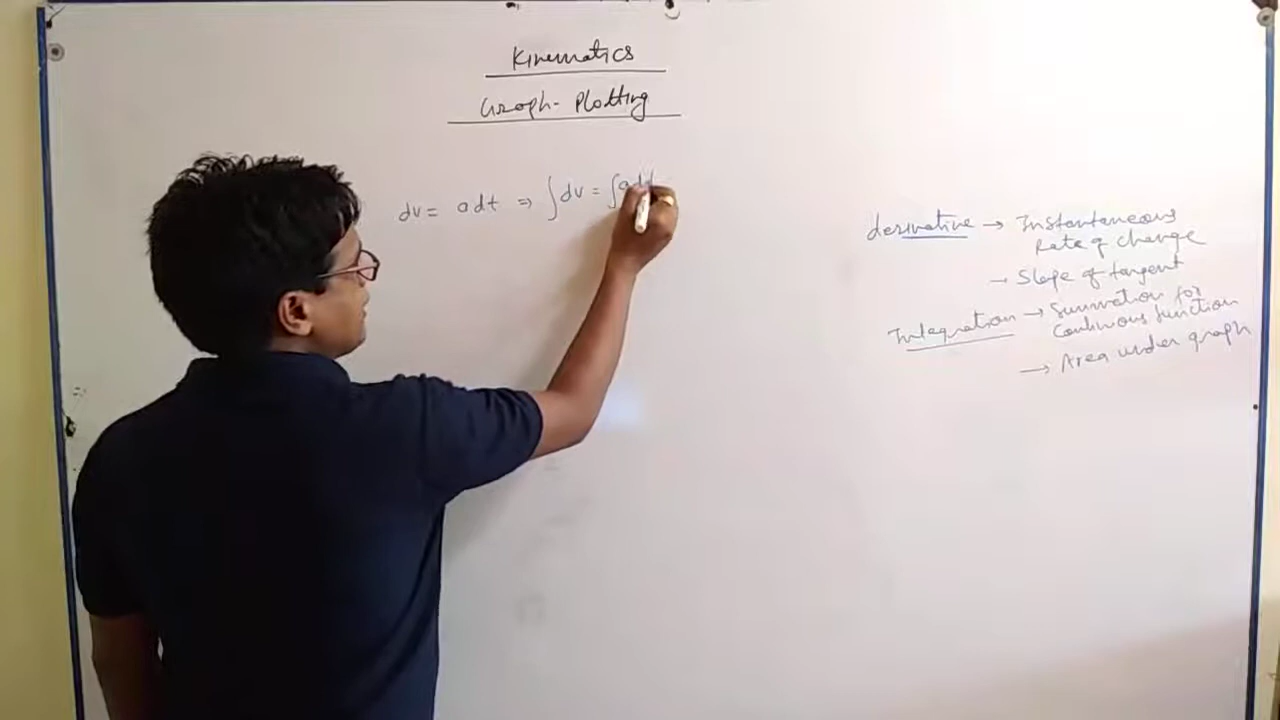 Kinematics
Graph- Plotting
dv = a dt ⇒ ∫dv = ∫a dt
derivative → Instantaneous
Rate of change
→ Slope of tangent
Integration → Summation for
Continuous function
→ Area under graph